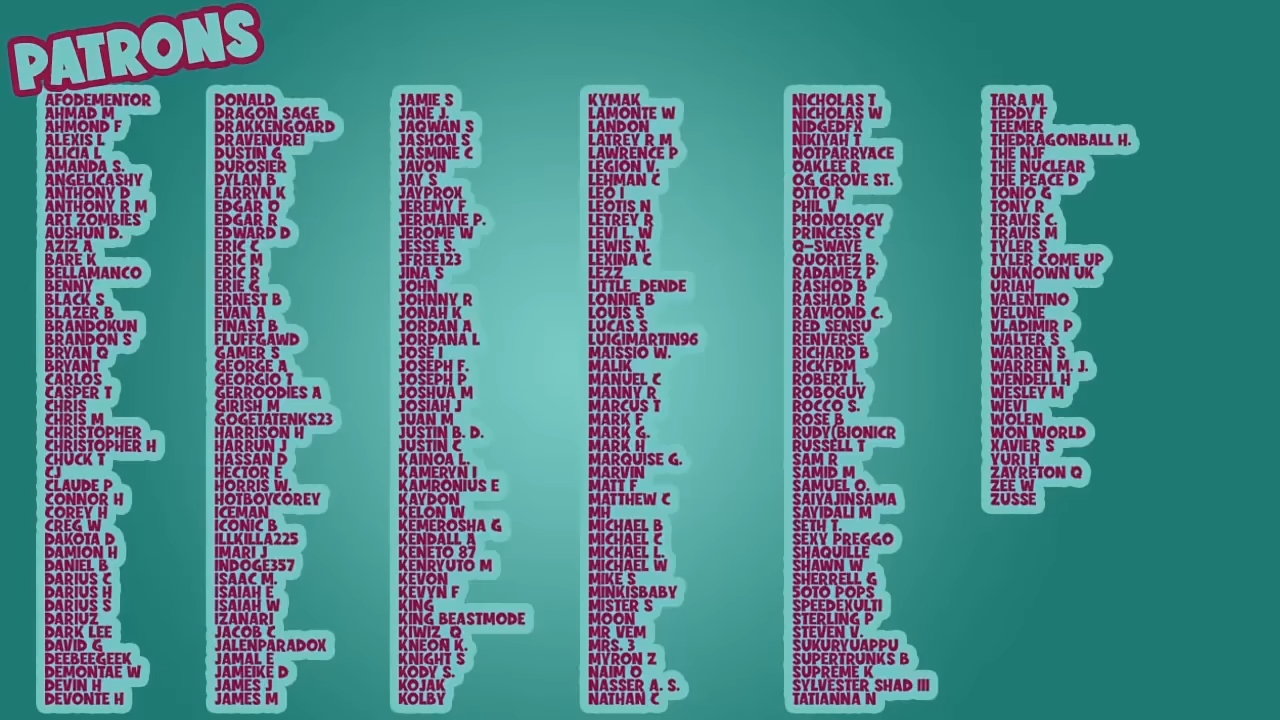 PATRONS
AFODEMENTOR
AHMAD M
AHMOND F
ALEXIS L
ALICIA L
AMANDA S.
ANGELICASHY
ANTHONY D
ANTHONY R M
ART ZOMBIES
AUSHUN D.
AZIZ A
BARE K
BELLAMANCO
BENNY
BLACK S
BLAZER B
BRANDOKUN
BRANDON S
BRYAN Q
BRYANT
CARLOS
CASPER T
CHRIS
CHRIS M
CHRISTOPHER
CHRISTOPHER H
CHUCK T
CJ
CLAUDE P
CONNOR H
COREY H
CREG W
DAKOTA D
DAMION H
DANIEL B
DARIUS C
DARIUS H
DARIUS S
DARIUZ
DARK LEE
DAVID G
DEEBEEGEEK
DEMONTAE W
DEVIN H
DEVONTE H
DONALD
DRAGON SAGE
DRAKKENGOARD
DRAVENUREI
DUSTIN G
DUROSIER
DYLAN B
EARRYN K
EDGAR O
EDGAR R
EDWARD D
ERIC C
ERIC M
ERIC R
ERIE G
ERNEST B
EVAN A
FINAST B
FLUFFGAWD
GAMER S
GEORGE A
GEORGIO T
GERROODIES A
GIRISH M
GOGETATENKS23
HARRISON H
HARRUN J
HASSAN D
HECTOR E
HORRIS W.
HOTBOYCOREY
ICEMAN
ICONIC B
ILLKILLA225
IMARI J
INDOGE357
ISAAC M.
ISAIAH E
ISAIAH W
IZANARI
JACOB C
JALENPARADOX
JAMAL E
JAMEIKE D
JAMES J
JAMES M
JAMIE S
JANE J.
JAQWAN S
JASHON S
JASMINE C
JAVON
JAY S
JAYPROX
JEREMY F
JERMAINE P.
JEROME W
JESSE S.
JFREE123
JINA S
JOHN
JOHNNY R
JONAH K
JORDAN A
JORDANA L
JOSE I
JOSEPH F.
JOSEPH P.
JOSHUA M
JOSIAH J
JUAN M
JUSTIN B. D.
JUSTIN C
KAINOA L.
KAMERYN I
KAMRONIUS E
KAYDON
KELON W
KEMEROSHA G
KENDALL A
KENETO 87
KENRYUTO M
KEVON
KEVYN F
KING
KING BEASTMODE
KIWIZ_Q
KNEON K.
KNIGHT S
KODY S.
KOJAK
KOLBY
KYMAK
LAMONTE W
LANDON
LATREY R M
LAWRENCE P
LEGION V.
LEHMAN C
LEO I
LEOTIS N
LETREY R
LEVI L. W
LEWIS N.
LEXINA C
LEZZ
LITTLE_DENDE
LONNIE B
LOUIS S
LUCAS S
LUIGIMARTIN96
MAISSIO W.
MALIK
MANUEL C
MANNY R
MARCUS T
MARK F
MARK G.
MARK H
MARQUISE G.
MARVIN
MATT F
MATTHEW C
MH
MICHAEL B
MICHAEL C
MICHAEL L.
MICHAEL W
MIKE S
MINKISBABY
MISTER S
MOON
MR VEM
MRS. 3
MYRON Z
NAIM O
NASSER A. S.
NATHAN C
NICHOLAS T
NICHOLAS W
NIDGEDFX
NIKIYAH T
NOTPARRYACE
OAKLEE R
OG GROVE ST.
OTTO R
PHIL V
PHONOLOGY
PRINCESS C
Q-SWAYE
QUORTEZ B.
RADAMEZ P
RASHOD B
RASHAD R
RAYMOND C.
RED SENSU
RENVERSE
RICHARD B
RICKFDM
ROBERT L.
ROBOGUY
ROCCO S.
ROSE B
RUDY(BIONICR
RUSSELL T
SAM R
SAMID M
SAMUEL O.
SAIYAJINSAMA
SAYIDALI M
SETH T.
SEXY PREGGO
SHAQUILLE
SHAWN W
SHERRELL G
SOTO POPS
SPEEDEXULTI
STERLING P
STEVEN V.
SUKURYUAPPU
SUPERTRUNKS B
SUPREME K
SYLVESTER SHAD III
TATIANNA N
TARA M
TEDDY F
TEEMER
THEDRAGONBALL H.
THE NJF
THE NUCLEAR
THE PEACE D
TONIO G
TONY R
TRAVIS C.
TRAVIS M
TYLER S
TYLER COME UP
UNKNOWN UK
URIAH
VALENTINO
VELUNE
VLADIMIR P
WALTER S
WARREN S
WARREN M. J.
WENDELL H
WESLEY M
WEVI
WOLEN
WON WORLD
XAVIER S
YURI H
ZAYRETON Q
ZEE W
ZUSSE